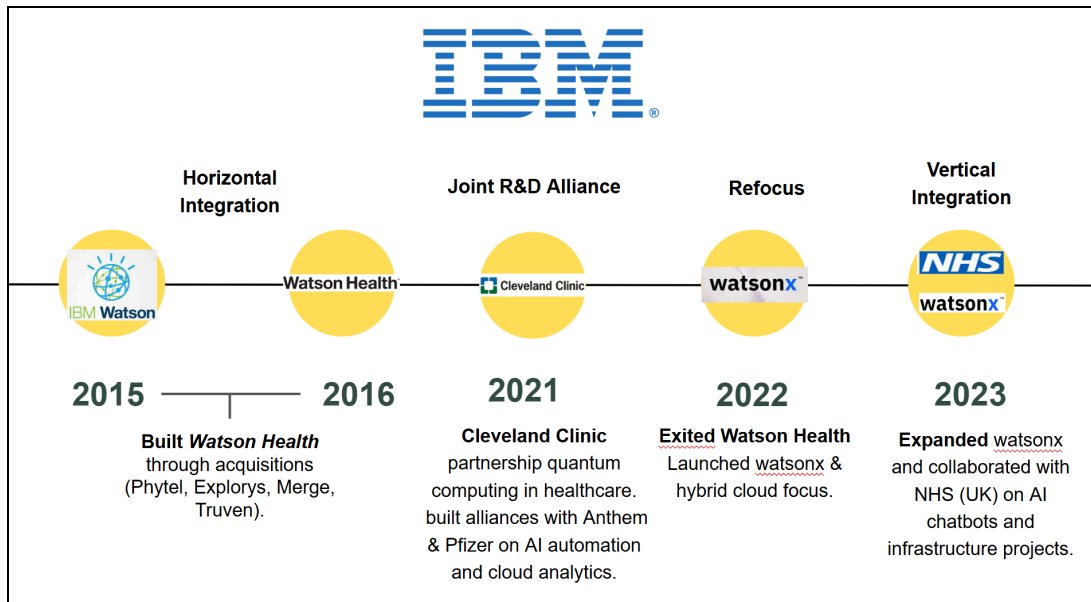 IBM®
Horizontal
Integration
Joint R&D Alliance
Refocus
Vertical
Integration
IBM Watson
Watson Health
Cleveland Clinic
watsonx™
NHS
watsonx™
2015
2016
2021
2022
2023
Built Watson Health
through acquisitions
(Phytel, Explorys, Merge,
Truven).
Cleveland Clinic
partnership quantum
computing in healthcare.
built alliances with Anthem
& Pfizer on AI automation
and cloud analytics.
Exited Watson Health
Launched watsonx &
hybrid cloud focus.
Expanded watsonx
and collaborated with
NHS (UK) on AI
chatbots and
infrastructure projects.